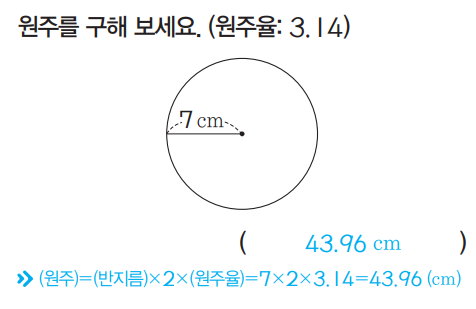 원주를 구해 보세요. (원주율: 3.14)
7 cm
( 43.96 cm )
≫ (원주)=(반지름)×2×(원주율)=7×2×3.14=43.96 (cm)